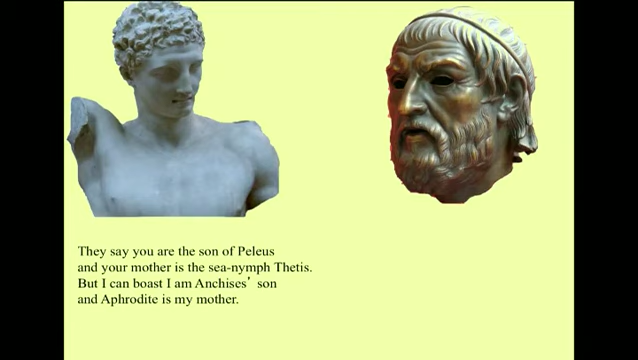 They say you are the son of Peleus
and your mother is the sea-nymph Thetis.
But I can boast I am Anchises’ son
and Aphrodite is my mother.